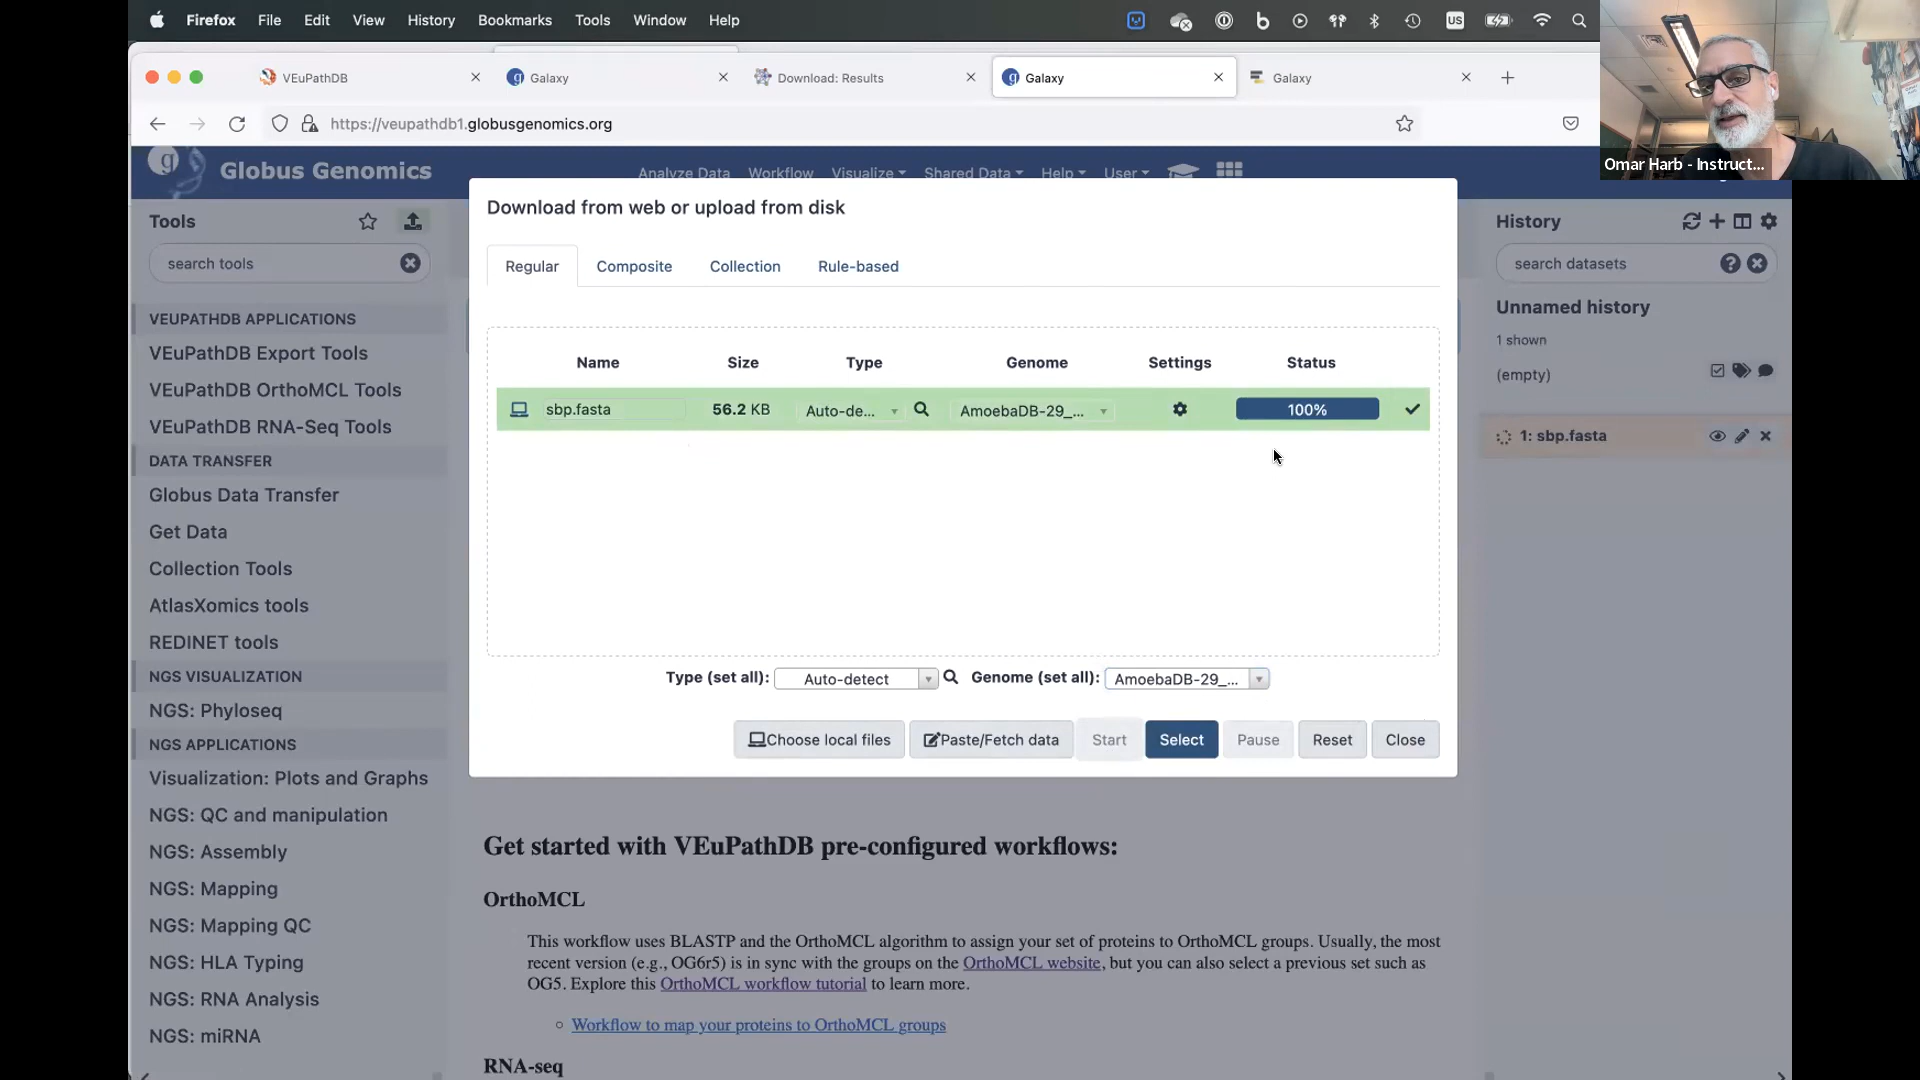 Firefox File Edit View History Bookmarks Tools Window Help US
VEuPathDB Galaxy Download: Results Galaxy Galaxy
https://veupathdb1.globusgenomics.org
Omar Harb - Instruct...
Globus Genomics Analyze Data Workflow Visualize Shared Data Help User
Download from web or upload from disk
Regular Composite Collection Rule-based
Name Size Type Genome Settings Status
sbp.fasta 56.2 KB Auto-de... AmoebaDB-29_... 100%
Type (set all): Auto-detect Genome (set all): AmoebaDB-29_...
Choose local files Paste/Fetch data Start Select Pause Reset Close
Tools
search tools
VEUPATHDB APPLICATIONS
VEuPathDB Export Tools
VEuPathDB OrthoMCL Tools
VEuPathDB RNA-Seq Tools
DATA TRANSFER
Globus Data Transfer
Get Data
Collection Tools
AtlasXomics tools
REDINET tools
NGS VISUALIZATION
NGS: Phyloseq
NGS APPLICATIONS
Visualization: Plots and Graphs
NGS: QC and manipulation
NGS: Assembly
NGS: Mapping
NGS: Mapping QC
NGS: HLA Typing
NGS: RNA Analysis
NGS: miRNA
Get started with VEuPathDB pre-configured workflows:
OrthoMCL
This workflow uses BLASTP and the OrthoMCL algorithm to assign your set of proteins to OrthoMCL groups. Usually, the most
recent version (e.g., OG6r5) is in sync with the groups on the OrthoMCL website, but you can also select a previous set such as
OG5. Explore this OrthoMCL workflow tutorial to learn more.
Workflow to map your proteins to OrthoMCL groups
RNA-seq
History
search datasets
Unnamed history
1 shown
(empty)
1: sbp.fasta